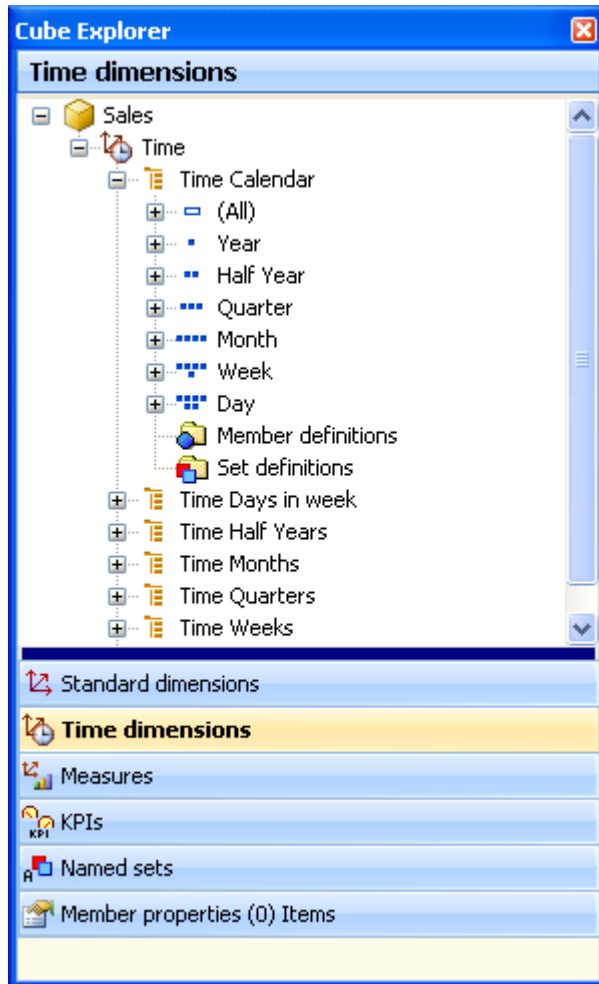 Cube Explorer
Time dimensions
Sales
Time
Time Calendar
(All)
Year
Half Year
Quarter
Month
Week
Day
Member definitions
Set definitions
Time Days in week
Time Half Years
Time Months
Time Quarters
Time Weeks
Standard dimensions
Time dimensions
Measures
KPI KPIs
A Named sets
Member properties (0) Items